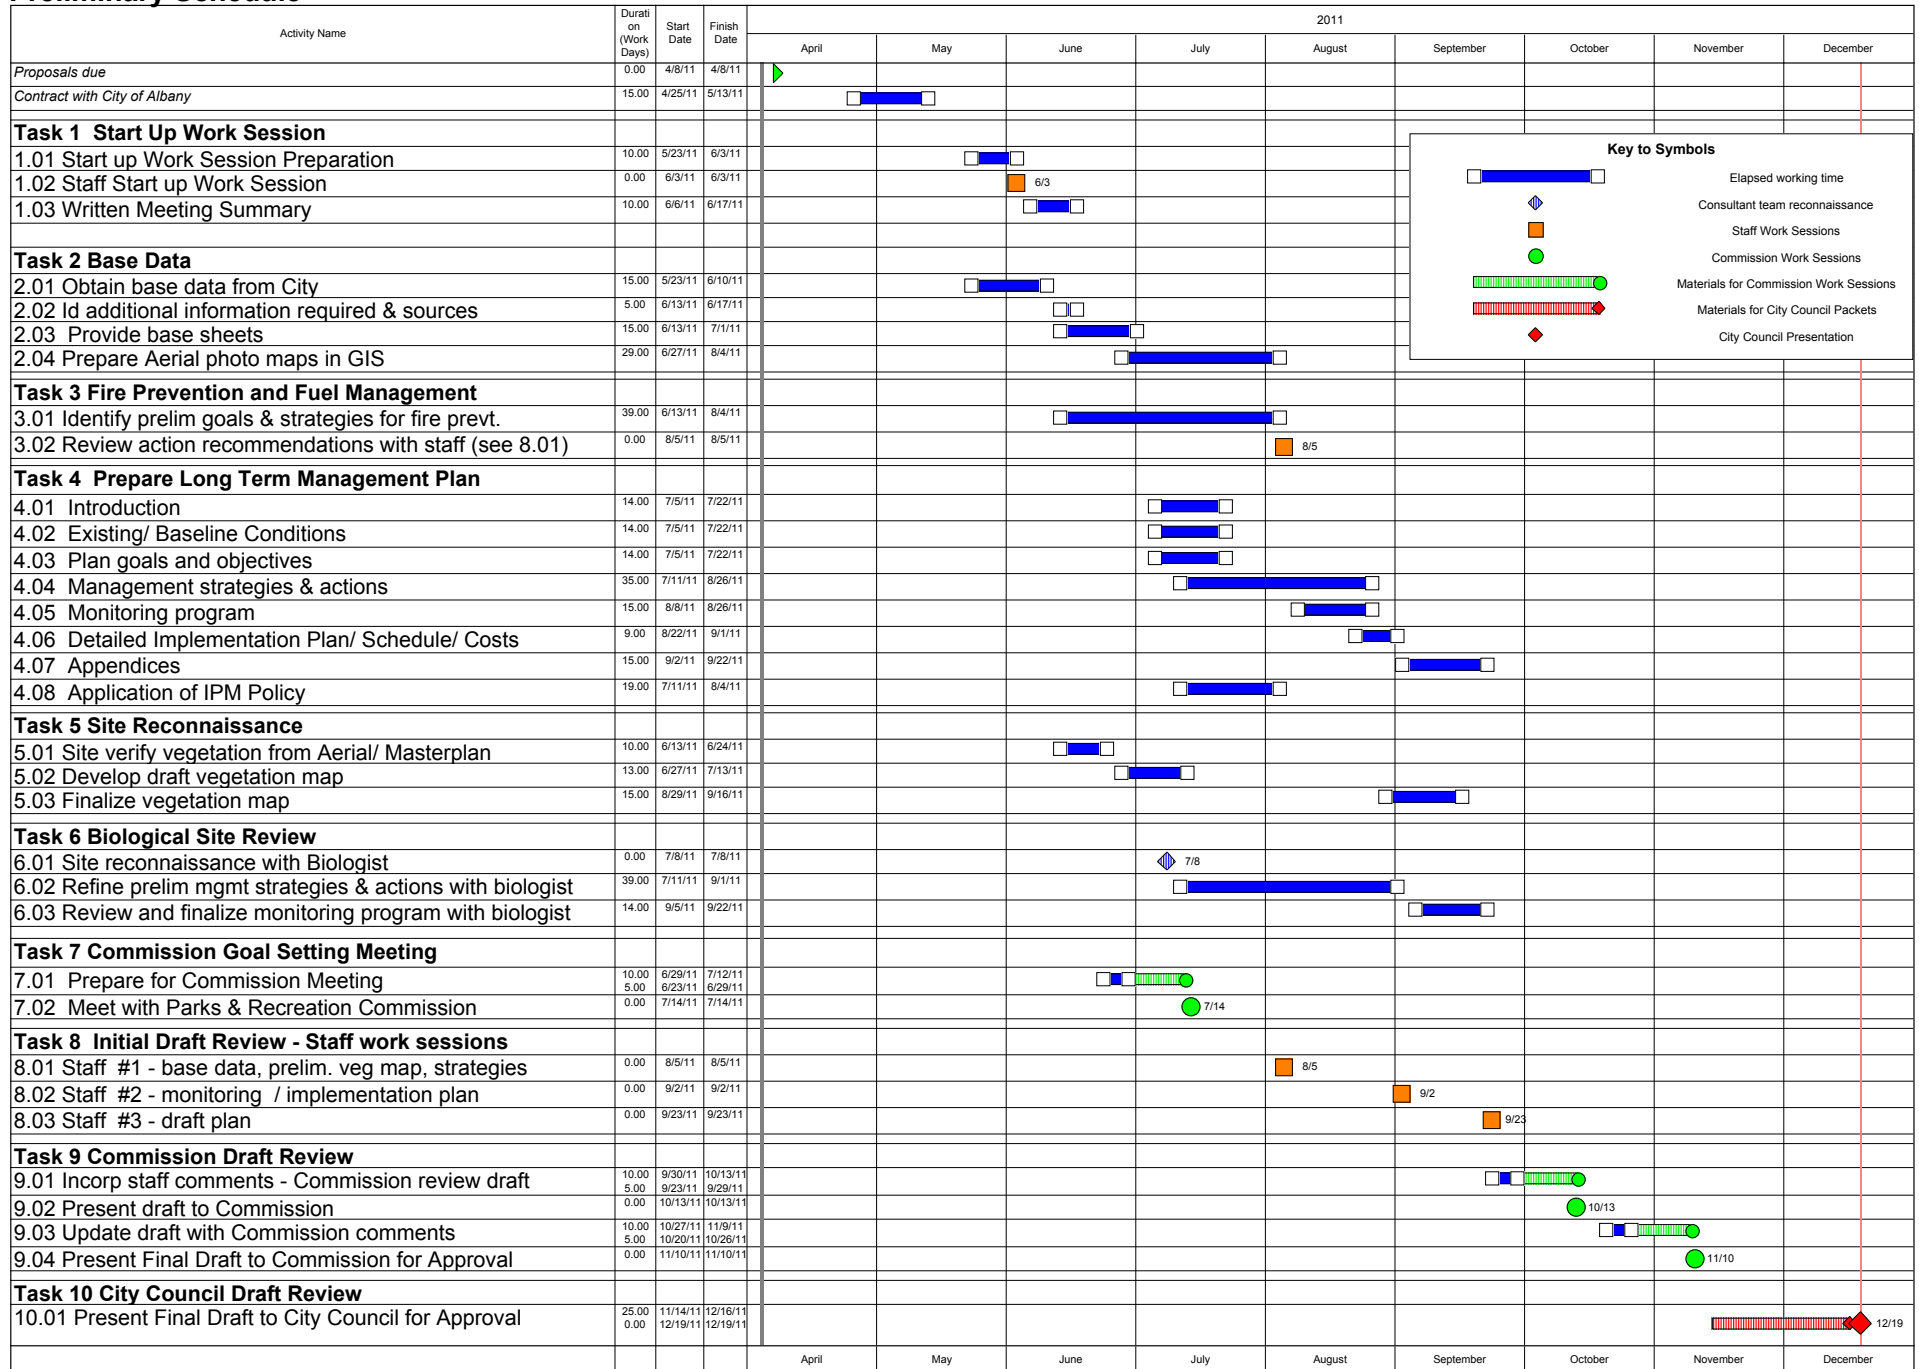 Preliminary Schedule
Activity Name
Durati
on
(Work
Days)
Start
Date
Finish
Date
2011
April May June July August September October November December
Proposals due 0.00 4/8/11 4/8/11
Contract with City of Albany 15.00 4/25/11 5/13/11
Task 1 Start Up Work Session
1.01 Start up Work Session Preparation 10.00 5/23/11 6/3/11
1.02 Staff Start up Work Session 0.00 6/3/11 6/3/11 6/3
1.03 Written Meeting Summary 10.00 6/6/11 6/17/11
Key to Symbols
Elapsed working time
Consultant team reconnaissance
Staff Work Sessions
Commission Work Sessions
Materials for Commission Work Sessions
Materials for City Council Packets
City Council Presentation
Task 2 Base Data
2.01 Obtain base data from City 15.00 5/23/11 6/10/11
2.02 Id additional information required & sources 5.00 6/13/11 6/17/11
2.03 Provide base sheets 15.00 6/13/11 7/1/11
2.04 Prepare Aerial photo maps in GIS 29.00 6/27/11 8/4/11
Task 3 Fire Prevention and Fuel Management
3.01 Identify prelim goals & strategies for fire prevt. 39.00 6/13/11 8/4/11
3.02 Review action recommendations with staff (see 8.01) 0.00 8/5/11 8/5/11 8/5
Task 4 Prepare Long Term Management Plan
4.01 Introduction 14.00 7/5/11 7/22/11
4.02 Existing/ Baseline Conditions 14.00 7/5/11 7/22/11
4.03 Plan goals and objectives 14.00 7/5/11 7/22/11
4.04 Management strategies & actions 35.00 7/11/11 8/26/11
4.05 Monitoring program 15.00 8/8/11 8/26/11
4.06 Detailed Implementation Plan/ Schedule/ Costs 9.00 8/22/11 9/1/11
4.07 Appendices 15.00 9/2/11 9/22/11
4.08 Application of IPM Policy 19.00 7/11/11 8/4/11
Task 5 Site Reconnaissance
5.01 Site verify vegetation from Aerial/ Masterplan 10.00 6/13/11 6/24/11
5.02 Develop draft vegetation map 13.00 6/27/11 7/13/11
5.03 Finalize vegetation map 15.00 8/29/11 9/16/11
Task 6 Biological Site Review
6.01 Site reconnaissance with Biologist 0.00 7/8/11 7/8/11 7/8
6.02 Refine prelim mgmt strategies & actions with biologist 39.00 7/11/11 9/1/11
6.03 Review and finalize monitoring program with biologist 14.00 9/5/11 9/22/11
Task 7 Commission Goal Setting Meeting
7.01 Prepare for Commission Meeting 10.00 6/29/11 7/12/11
5.00 6/23/11 6/29/11
7.02 Meet with Parks & Recreation Commission 0.00 7/14/11 7/14/11 7/14
Task 8 Initial Draft Review - Staff work sessions
8.01 Staff #1 - base data, prelim. veg map, strategies 0.00 8/5/11 8/5/11 8/5
8.02 Staff #2 - monitoring / implementation plan 0.00 9/2/11 9/2/11 9/2
8.03 Staff #3 - draft plan 0.00 9/23/11 9/23/11 9/23
Task 9 Commission Draft Review
9.01 Incorp staff comments - Commission review draft 10.00 9/30/11 10/13/11
5.00 9/23/11 9/29/11
9.02 Present draft to Commission 0.00 10/13/11 10/13/11 10/13
9.03 Update draft with Commission comments 10.00 10/27/11 11/9/11
5.00 10/20/11 10/26/11
9.04 Present Final Draft to Commission for Approval 0.00 11/10/11 11/10/11 11/10
Task 10 City Council Draft Review
10.01 Present Final Draft to City Council for Approval 25.00 11/14/11 12/16/11
0.00 12/19/11 12/19/11 12/19
April May June July August September October November December